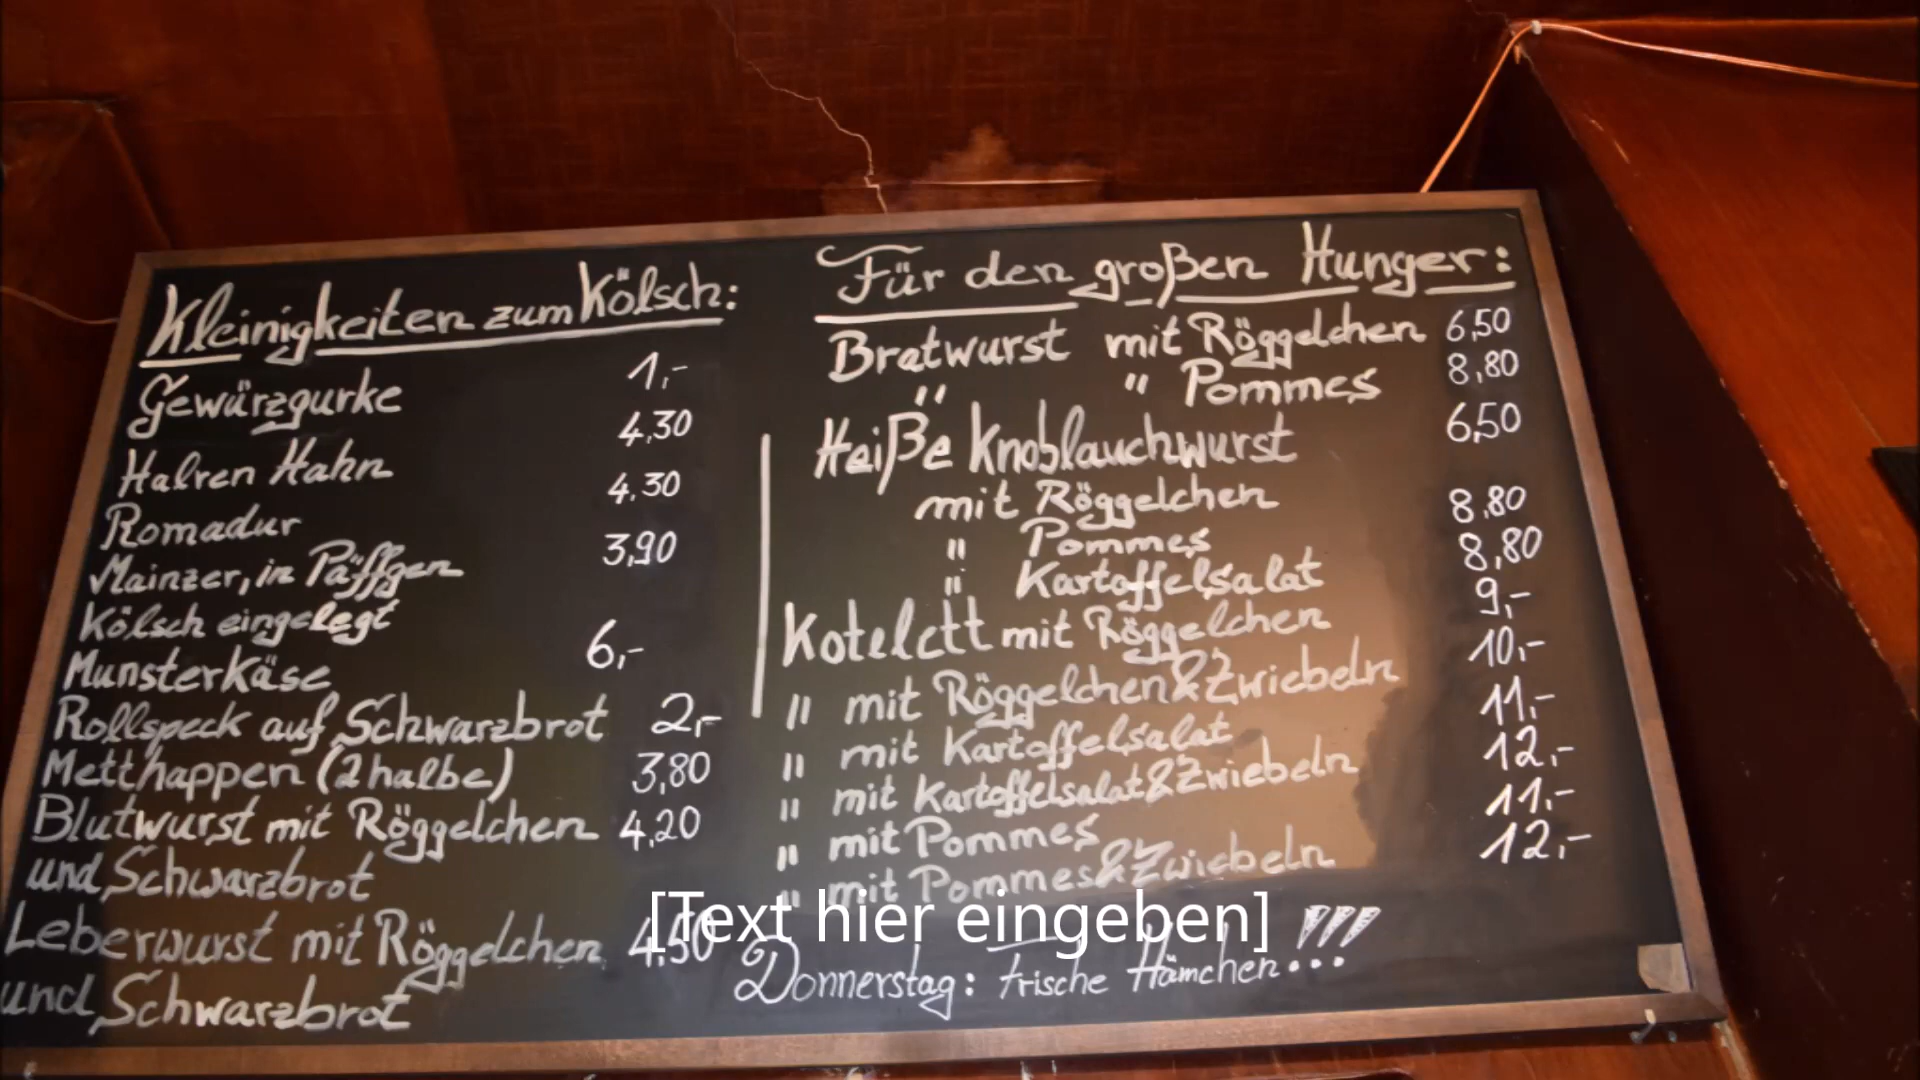 Kleinigkeiten zum Kölsch:
Gewürzgurke 1,-
Halven Hahn 4,30
Romadur 4.30
Mainzer, in Päffgen 3,90
Kölsch eingelegt
Munsterkäse 6,-
Rollspeck auf Schwarzbrot 2,-
Metthappen (2 halbe) 3,80
Blutwurst mit Röggelchen 4,20
und Schwarzbrot
Leberwurst mit Röggelchen 4,50
und Schwarzbrot
Für den großen Hunger:
Bratwurst mit Röggelchen 6,50
" " Pommes 8,80
Heiße Knoblauchwurst 6,50
mit Röggelchen
" Pommes 8,80
" Kartoffelsalat 8,80
Kotelett mit Röggelchen 9,-
" mit Röggelchen & Zwiebeln 10,-
" mit Kartoffelsalat 11,-
" mit Kartoffelsalat & Zwiebeln 12,-
" mit Pommes 11,-
" mit Pommes & Zwiebeln 12,-
Donnerstag: Frische Hämchen!!!
[Text hier eingeben]